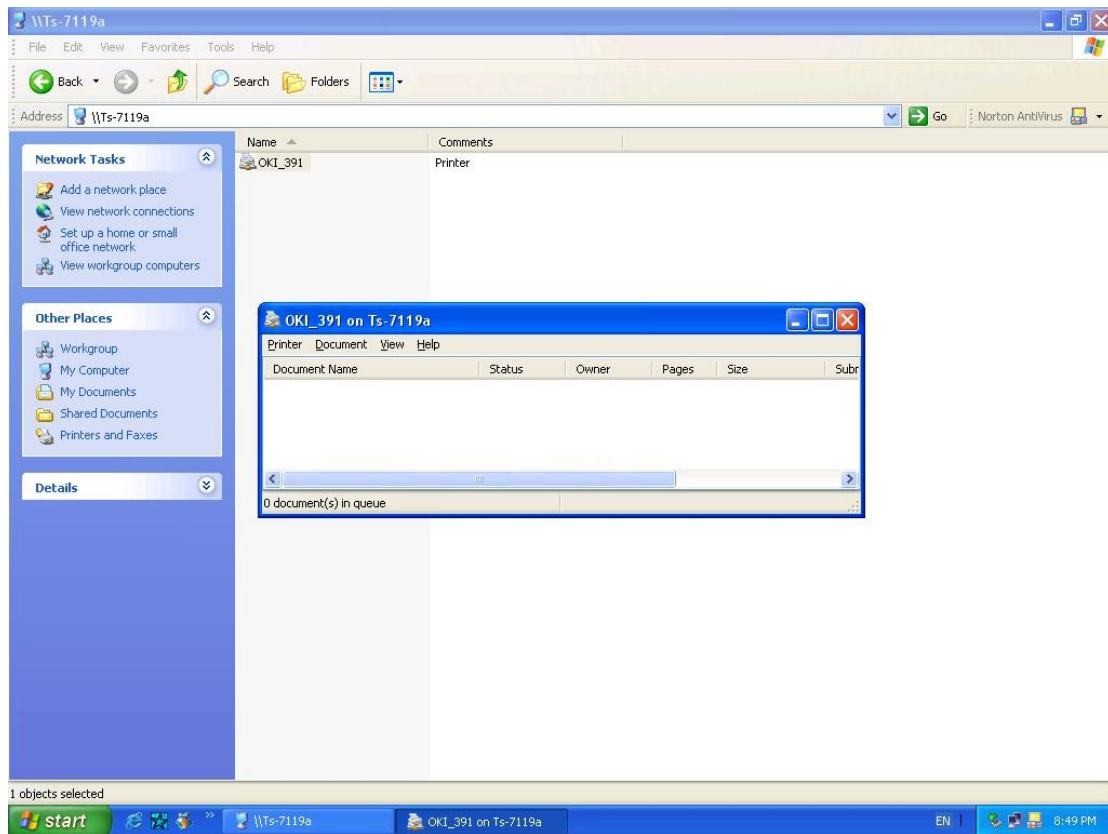 \\Ts-7119a
File Edit View Favorites Tools Help
Back Search Folders
Address \\Ts-7119a Go Norton AntiVirus
Name Comments
OKI_391 Printer
Network Tasks
Add a network place
View network connections
Set up a home or small
office network
View workgroup computers
Other Places
Workgroup
My Computer
My Documents
Shared Documents
Printers and Faxes
Details
OKI_391 on Ts-7119a
Printer Document View Help
Document Name Status Owner Pages Size Subr
0 document(s) in queue
1 objects selected
start \\Ts-7119a OKI_391 on Ts-7119a EN 8:49 PM